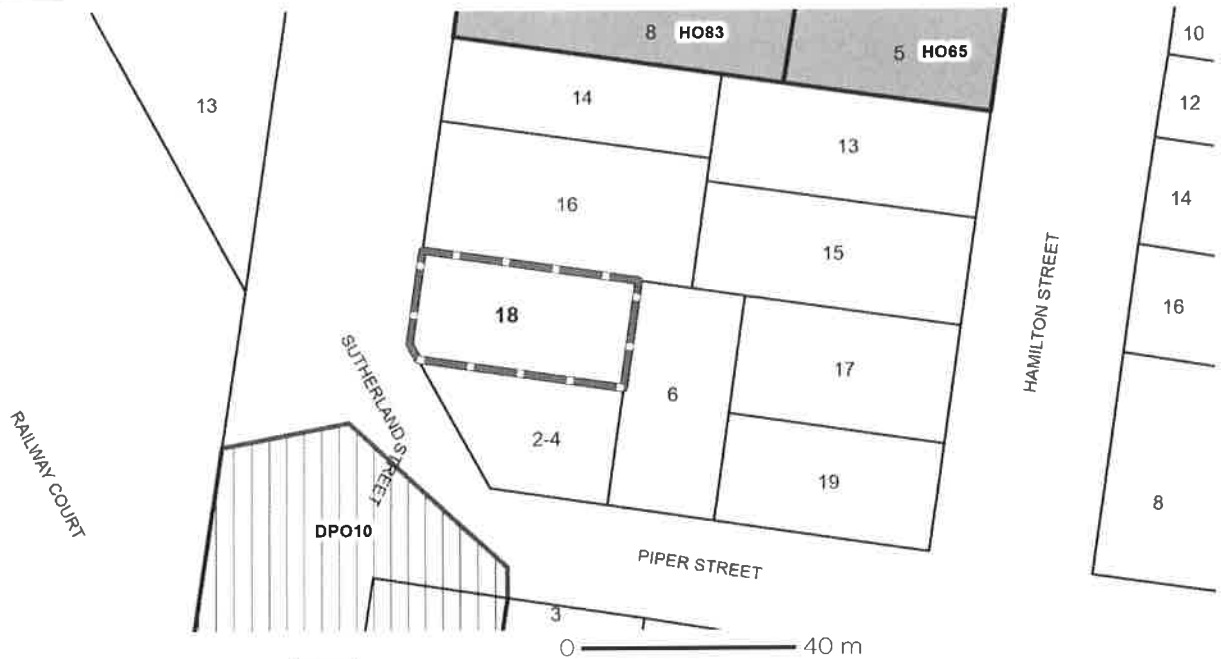 8 HO83
5 HO65
10
13
14
12
13
16
14
15
18
16
SUTHERLAND STREET
HAMILTON STREET
17
6
2-4
RAILWAY COURT
19
8
DPO10
PIPER STREET
3
0 40 m